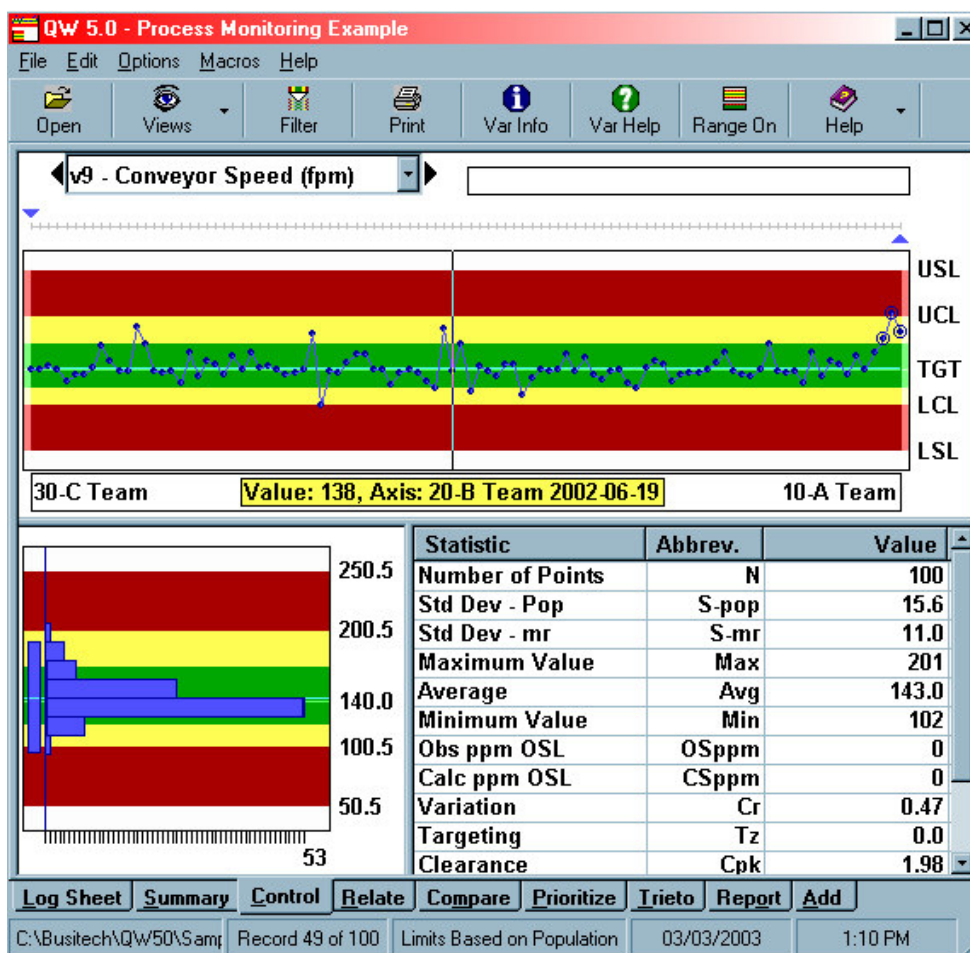 QW 5.0 - Process Monitoring Example
File Edit Options Macros Help
Open Views Filter Print Var Info Var Help Range On Help
v9 - Conveyor Speed (fpm)
USL
UCL
TGT
LCL
LSL
30-C Team Value: 138, Axis: 20-B Team 2002-06-19 10-A Team
250.5
200.5
140.0
100.5
50.5
53
Statistic Abbrev. Value
Number of Points N 100
Std Dev - Pop S-pop 15.6
Std Dev - mr S-mr 11.0
Maximum Value Max 201
Average Avg 143.0
Minimum Value Min 102
Obs ppm OSL OSppm 0
Calc ppm OSL CSppm 0
Variation Cr 0.47
Targeting Tz 0.0
Clearance Cpk 1.98
Log Sheet Summary Control Relate Compare Prioritize Trieto Report Add
C:\Busitech\QW50\Samp Record 49 of 100 Limits Based on Population 03/03/2003 1:10 PM